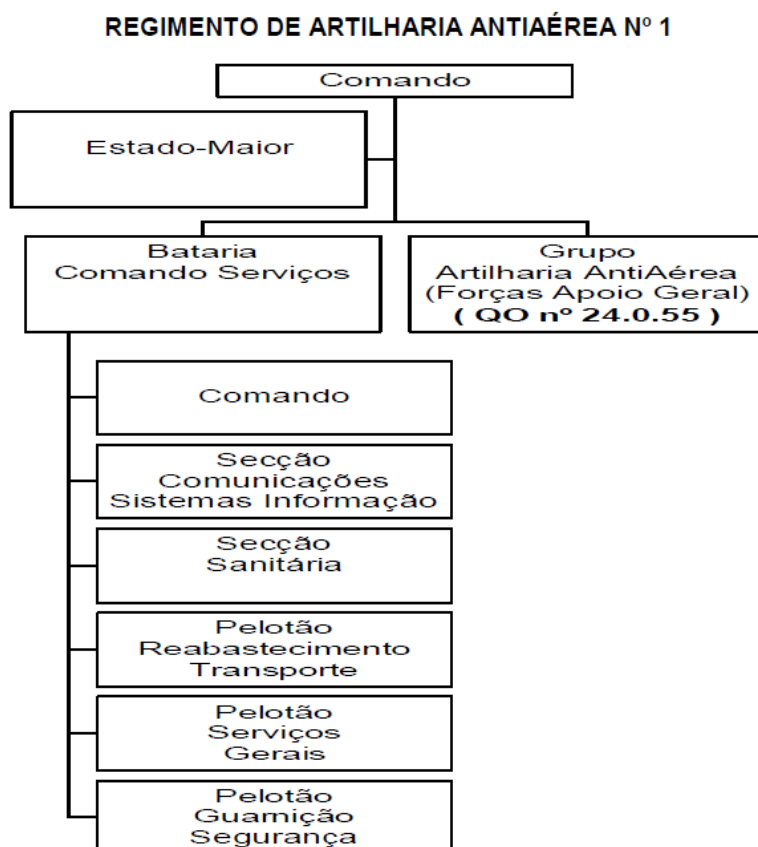 REGIMENTO DE ARTILHARIA ANTIAÉREA Nº 1
Comando
Estado-Maior
Bataria
Comando Serviços
Grupo
Artilharia AntiAérea
(Forças Apoio Geral)
( QO nº 24.0.55 )
Comando
Secção
Comunicações
Sistemas Informação
Secção
Sanitária
Pelotão
Reabastecimento
Transporte
Pelotão
Serviços
Gerais
Pelotão
Guarnição
Segurança